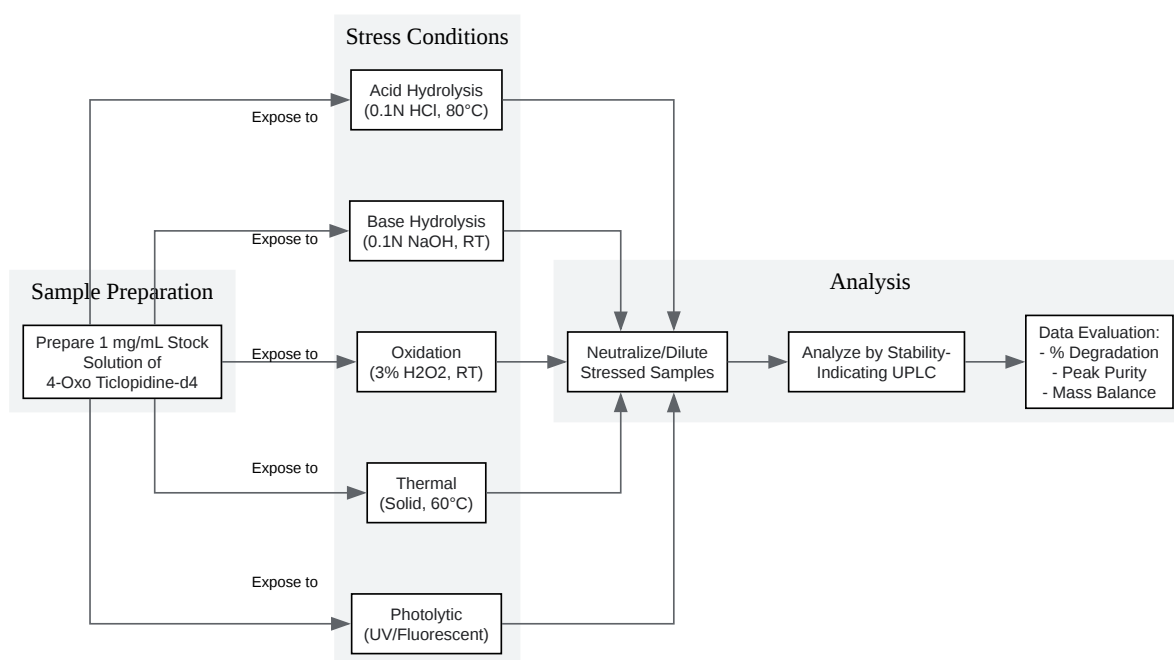 Stress Conditions
Acid Hydrolysis
(0.1N HCl, 80°C)
Expose to
Base Hydrolysis
(0.1N NaOH, RT)
Expose to
Sample Preparation
Prepare 1 mg/mL Stock
Solution of
4-Oxo Ticlopidine-d4
Expose to
Oxidation
(3% H2O2, RT)
Expose to
Thermal
(Solid, 60°C)
Expose to
Photolytic
(UV/Fluorescent)
Analysis
Neutralize/Dilute
Stressed Samples
Analyze by Stability-
Indicating UPLC
Data Evaluation:
- % Degradation
- Peak Purity
- Mass Balance